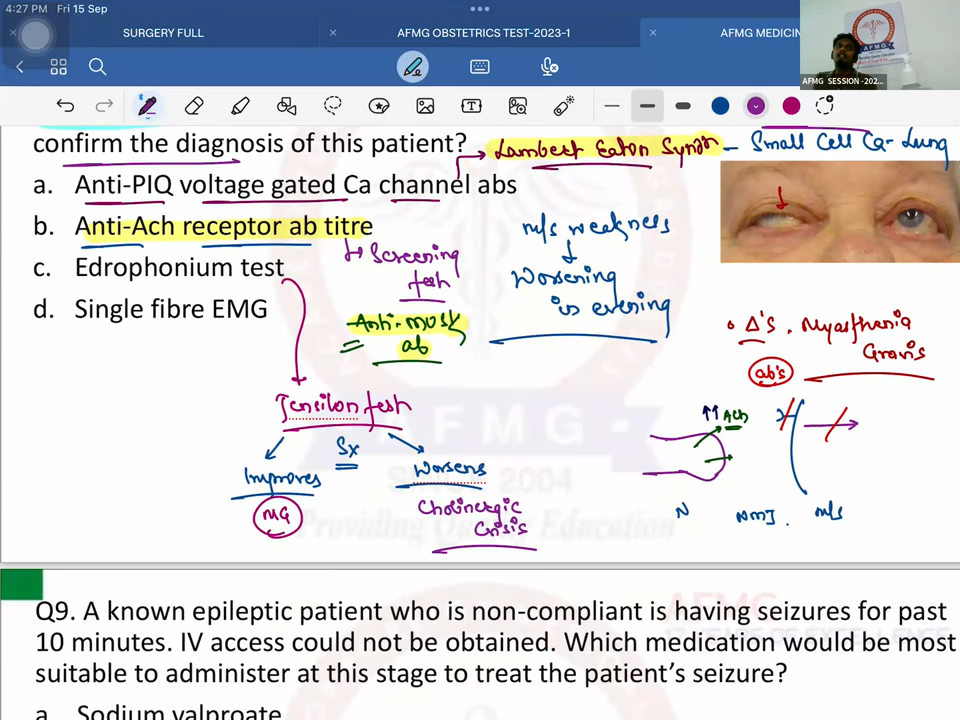 4:27 PM Fri 15 Sep
SURGERY FULL
AFMG OBSTETRICS TEST-2023-1
AFMG MEDICIN
AFMG
AFMG SESSION -202...
confirm the diagnosis of this patient?
Lambert Eaton Syndr - Small Cell Ca-Lung
a. Anti-PIQ voltage gated Ca channel abs
b. Anti-Ach receptor ab titre
c. Edrophonium test
d. Single fibre EMG
Screening
test
Anti-musk
ab
m/s weakness
Worsening
in evening
Δ's. Myasthenia
Gravis
ab's
Tensilon test
Sx
Improves
MG
Worsens
Cholinergic
Crisis
↑↑ Ach
N
NMJ.
m/s
AFMG
SINCE 2004
Providing Quality Education
AFMG
Q9. A known epileptic patient who is non-compliant is having seizures for past
10 minutes. IV access could not be obtained. Which medication would be most
suitable to administer at this stage to treat the patient's seizure?
a. Sodium valproate